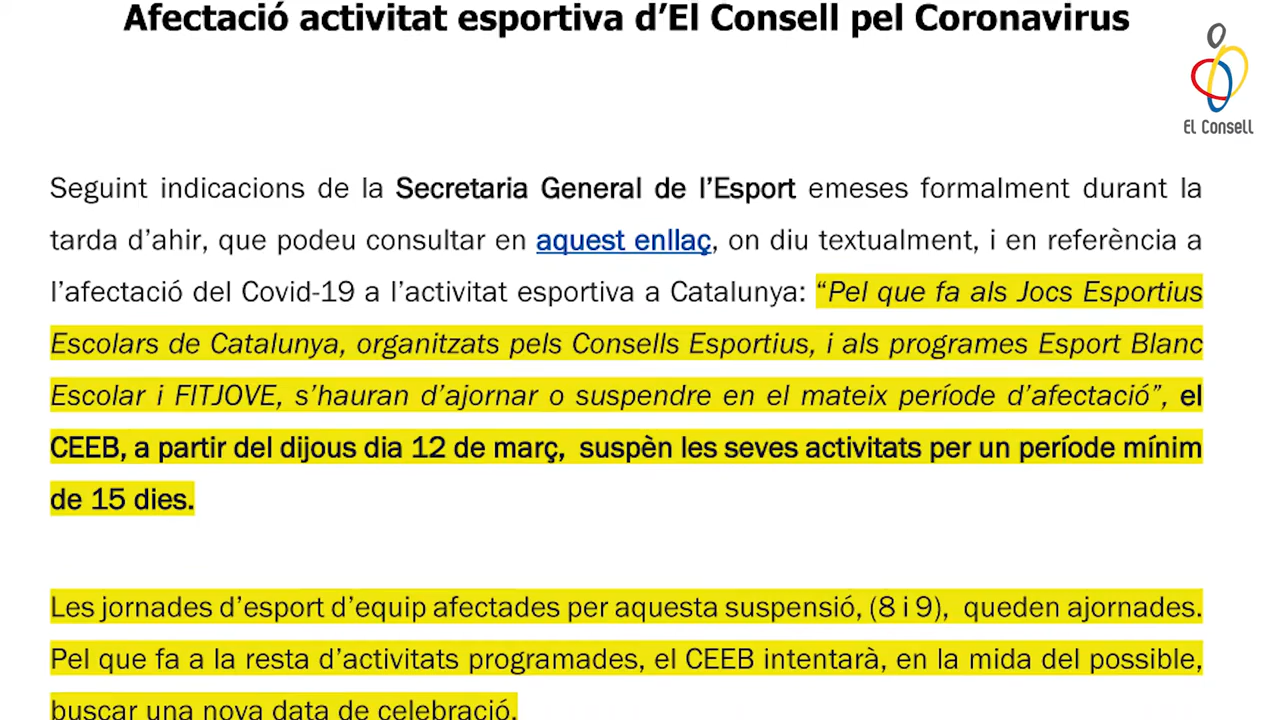 Afectació activitat esportiva d’El Consell pel Coronavirus
El Consell
Seguint indicacions de la Secretaria General de l’Esport emeses formalment durant la
tarda d’ahir, que podeu consultar en aquest enllaç, on diu textualment, i en referència a
l’afectació del Covid-19 a l’activitat esportiva a Catalunya: “Pel que fa als Jocs Esportius
Escolars de Catalunya, organitzats pels Consells Esportius, i als programes Esport Blanc
Escolar i FITJOVE, s’hauran d’ajornar o suspendre en el mateix període d’afectació”, el
CEEB, a partir del dijous dia 12 de març, suspèn les seves activitats per un període mínim
de 15 dies.
Les jornades d’esport d’equip afectades per aquesta suspensió, (8 i 9), queden ajornades.
Pel que fa a la resta d’activitats programades, el CEEB intentarà, en la mida del possible,
buscar una nova data de celebració.